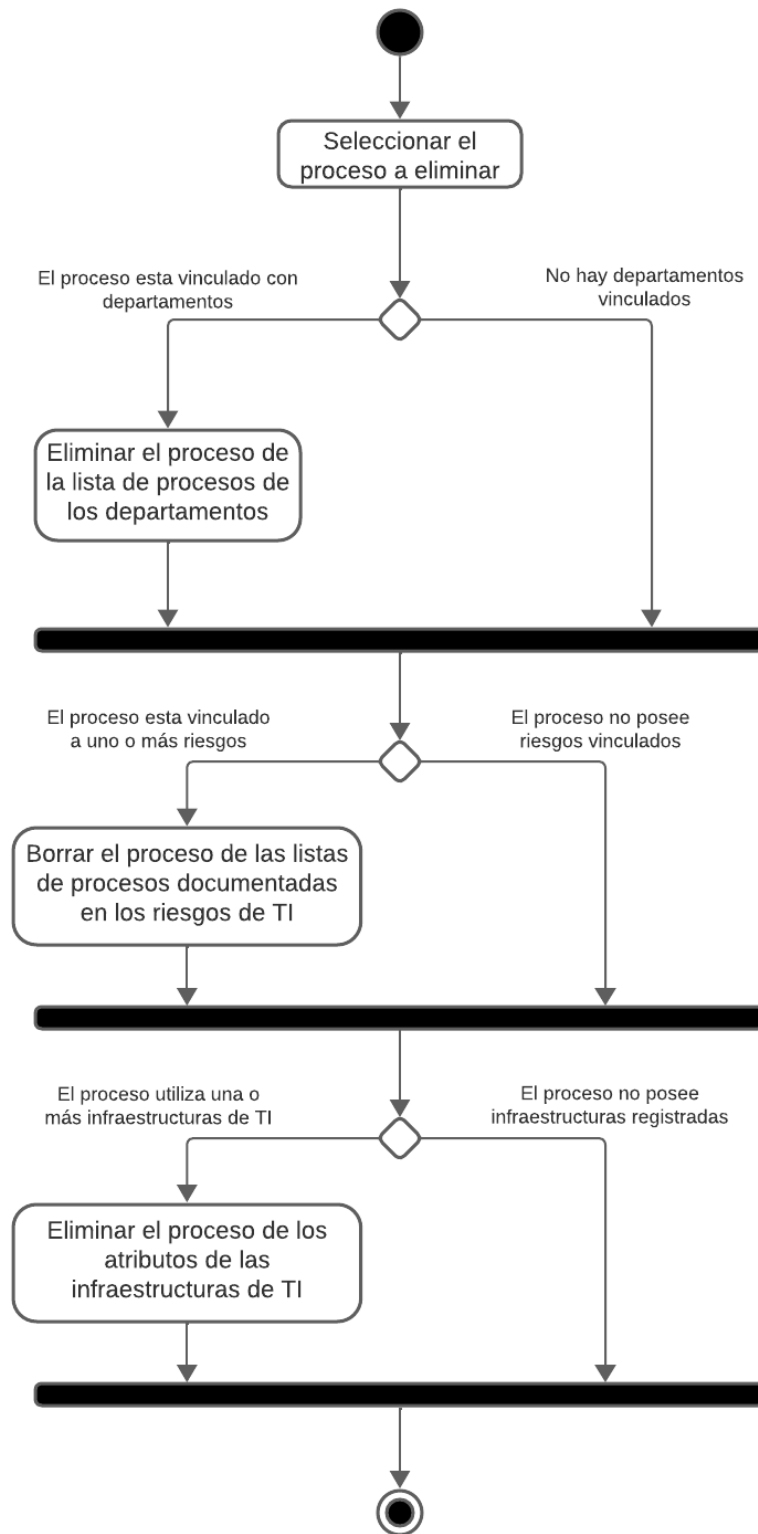 Seleccionar el
proceso a eliminar
El proceso esta vinculado con
departamentos
No hay departamentos
vinculados
Eliminar el proceso de
la lista de procesos de
los departamentos
El proceso esta vinculado
a uno o más riesgos
El proceso no posee
riesgos vinculados
Borrar el proceso de las listas
de procesos documentadas
en los riesgos de TI
El proceso utiliza una o
más infraestructuras de TI
El proceso no posee
infraestructuras registradas
Eliminar el proceso de los
atributos de las
infraestructuras de TI